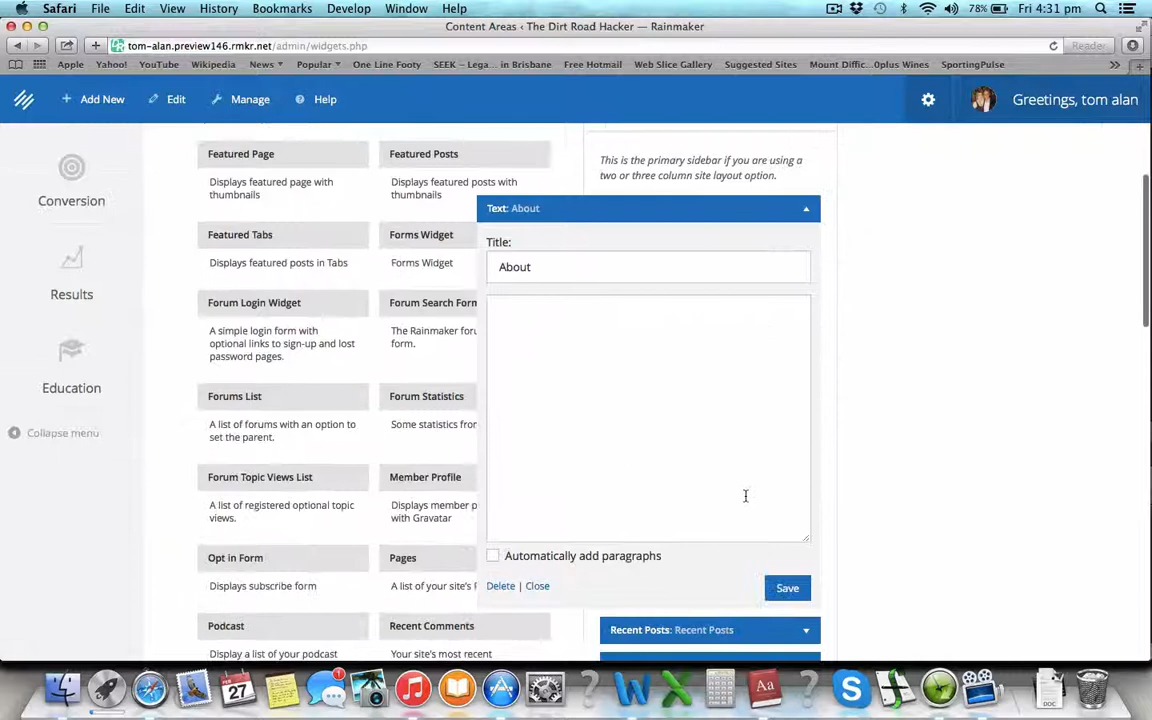 Safari File Edit View History Bookmarks Develop Window Help 78% Fri 4:31 pm
Content Areas ‹ The Dirt Road Hacker — Rainmaker
tom-alan.preview146.rmkr.net/admin/widgets.php Reader
Apple Yahoo! YouTube Wikipedia News Popular One Line Footy SEEK – Lega... in Brisbane Free Hotmail Web Slice Gallery Suggested Sites Mount Diffic...0plus Wines SportingPulse
+ Add New Edit Manage Help Greetings, tom alan
Conversion
Results
Education
Collapse menu
Featured Page
Displays featured page with
thumbnails
Featured Posts
Displays featured posts with
thumbnails
Featured Tabs
Displays featured posts in Tabs
Forms Widget
Forms Widget
Forum Login Widget
A simple login form with
optional links to sign-up and lost
password pages.
Forum Search Form
The Rainmaker foru
form.
Forums List
A list of forums with an option to
set the parent.
Forum Statistics
Some statistics from
Forum Topic Views List
A list of registered optional topic
views.
Member Profile
Displays member p
with Gravatar
Opt in Form
Displays subscribe form
Pages
A list of your site's P
Podcast
Display a list of your podcast
Recent Comments
Your site's most recent
This is the primary sidebar if you are using a
two or three column site layout option.
Text: About
Title:
About
Automatically add paragraphs
Delete | Close
Save
Recent Posts: Recent Posts
1
FEB
27
Aa
DOC